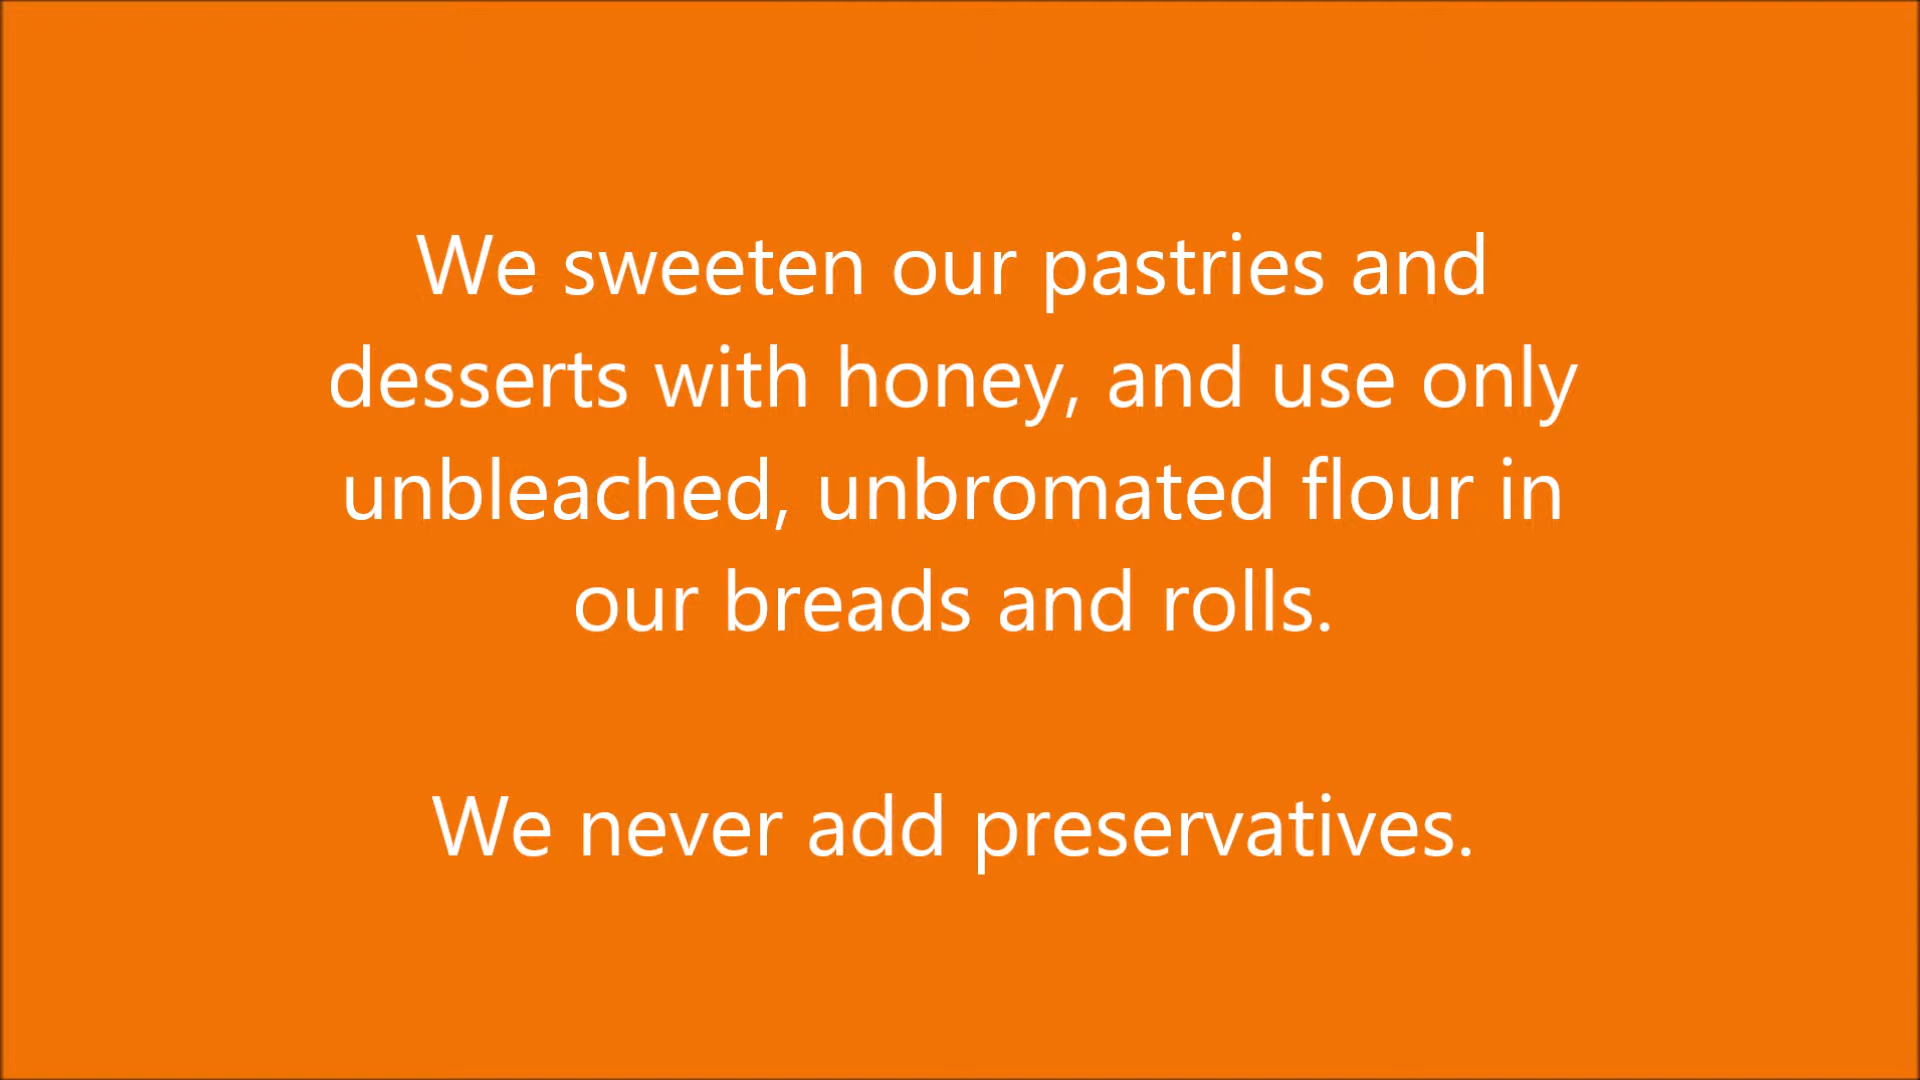 We sweeten our pastries and
desserts with honey, and use only
unbleached, unbromated flour in
our breads and rolls.
We never add preservatives.